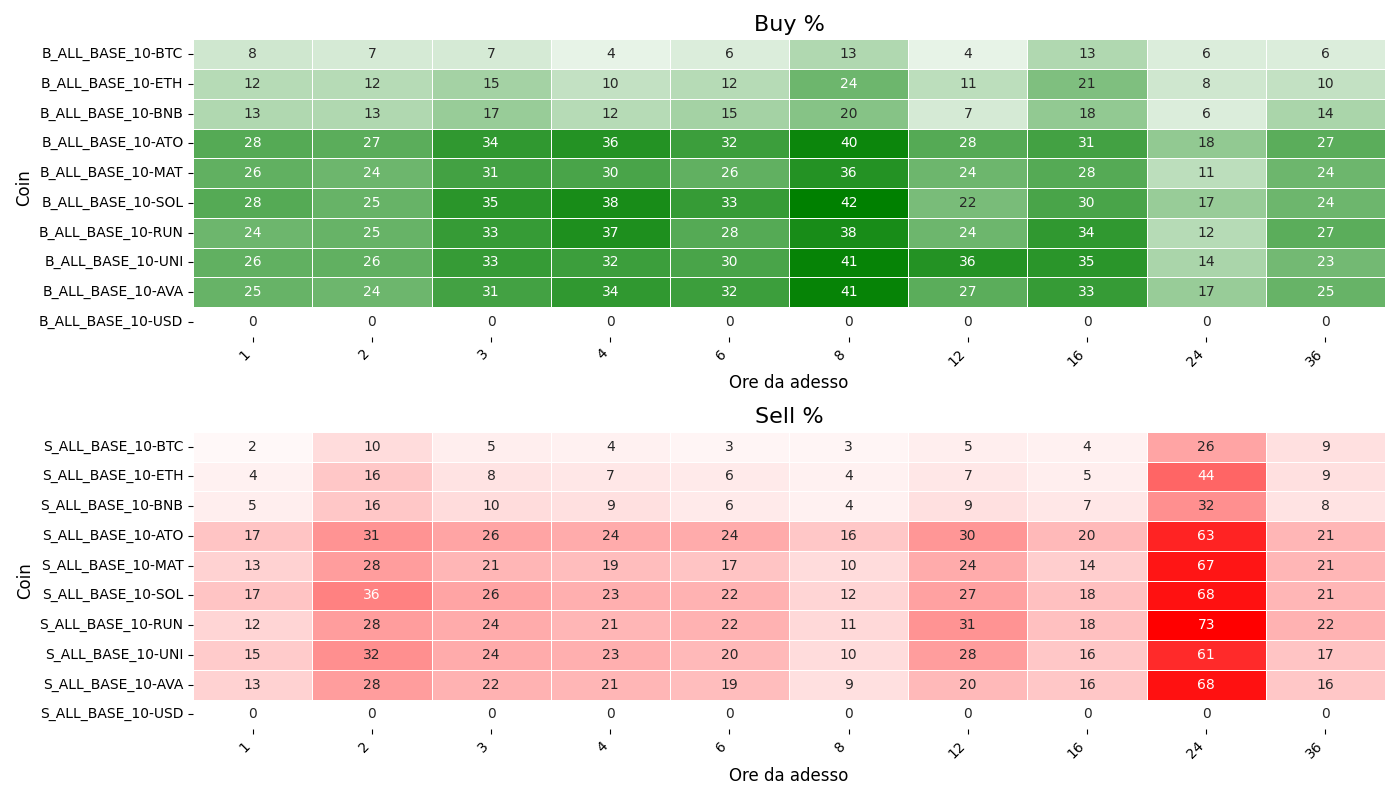 Buy %
Coin
B_ALL_BASE_10-BTC 8 7 7 4 6 13 4 13 6 6
B_ALL_BASE_10-ETH 12 12 15 10 12 24 11 21 8 10
B_ALL_BASE_10-BNB 13 13 17 12 15 20 7 18 6 14
B_ALL_BASE_10-ATO 28 27 34 36 32 40 28 31 18 27
B_ALL_BASE_10-MAT 26 24 31 30 26 36 24 28 11 24
B_ALL_BASE_10-SOL 28 25 35 38 33 42 22 30 17 24
B_ALL_BASE_10-RUN 24 25 33 37 28 38 24 34 12 27
B_ALL_BASE_10-UNI 26 26 33 32 30 41 36 35 14 23
B_ALL_BASE_10-AVA 25 24 31 34 32 41 27 33 17 25
B_ALL_BASE_10-USD 0 0 0 0 0 0 0 0 0 0
1 2 3 4 6 8 12 16 24 36
Ore da adesso
Sell %
Coin
S_ALL_BASE_10-BTC 2 10 5 4 3 3 5 4 26 9
S_ALL_BASE_10-ETH 4 16 8 7 6 4 7 5 44 9
S_ALL_BASE_10-BNB 5 16 10 9 6 4 9 7 32 8
S_ALL_BASE_10-ATO 17 31 26 24 24 16 30 20 63 21
S_ALL_BASE_10-MAT 13 28 21 19 17 10 24 14 67 21
S_ALL_BASE_10-SOL 17 36 26 23 22 12 27 18 68 21
S_ALL_BASE_10-RUN 12 28 24 21 22 11 31 18 73 22
S_ALL_BASE_10-UNI 15 32 24 23 20 10 28 16 61 17
S_ALL_BASE_10-AVA 13 28 22 21 19 9 20 16 68 16
S_ALL_BASE_10-USD 0 0 0 0 0 0 0 0 0 0
1 2 3 4 6 8 12 16 24 36
Ore da adesso